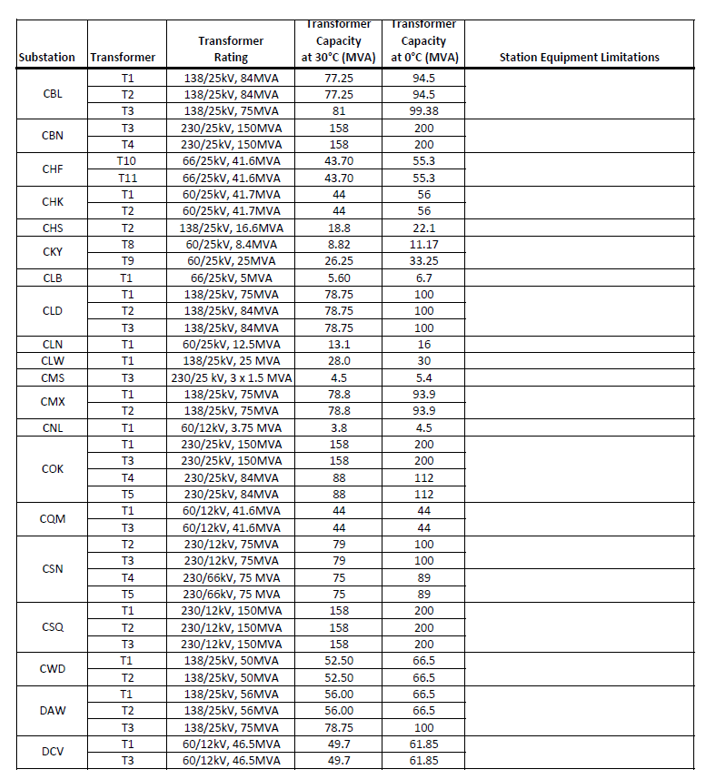 Substation Transformer Transformer Rating Transformer Capacity at 30°C (MVA) Transformer Capacity at 0°C (MVA) Station Equipment Limitations
CBL T1 138/25kV, 84MVA 77.25 94.5
T2 138/25kV, 84MVA 77.25 94.5
T3 138/25kV, 75MVA 81 99.38
CBN T3 230/25kV, 150MVA 158 200
T4 230/25kV, 150MVA 158 200
CHF T10 66/25kV, 41.6MVA 43.70 55.3
T11 66/25kV, 41.6MVA 43.70 55.3
CHK T1 60/25kV, 41.7MVA 44 56
T2 60/25kV, 41.7MVA 44 56
CHS T2 138/25kV, 16.6MVA 18.8 22.1
CKY T8 60/25kV, 8.4MVA 8.82 11.17
T9 60/25kV, 25MVA 26.25 33.25
CLB T1 66/25kV, 5MVA 5.60 6.7
CLD T1 138/25kV, 75MVA 78.75 100
T2 138/25kV, 84MVA 78.75 100
T3 138/25kV, 84MVA 78.75 100
CLN T1 60/25kV, 12.5MVA 13.1 16
CLW T1 138/25kV, 25 MVA 28.0 30
CMS T3 230/25 kV, 3 x 1.5 MVA 4.5 5.4
CMX T1 138/25kV, 75MVA 78.8 93.9
T2 138/25kV, 75MVA 78.8 93.9
CNL T1 60/12kV, 3.75 MVA 3.8 4.5
COK T1 230/25kV, 150MVA 158 200
T3 230/25kV, 150MVA 158 200
T4 230/25kV, 84MVA 88 112
T5 230/25kV, 84MVA 88 112
CQM T1 60/12kV, 41.6MVA 44 44
T3 60/12kV, 41.6MVA 44 44
CSN T2 230/12kV, 75MVA 79 100
T3 230/12kV, 75MVA 79 100
T4 230/66kV, 75 MVA 75 89
T5 230/66kV, 75 MVA 75 89
CSQ T1 230/12kV, 150MVA 158 200
T2 230/12kV, 150MVA 158 200
T3 230/12kV, 150MVA 158 200
CWD T1 138/25kV, 50MVA 52.50 66.5
T2 138/25kV, 50MVA 52.50 66.5
DAW T1 138/25kV, 56MVA 56.00 66.5
T2 138/25kV, 56MVA 56.00 66.5
T3 138/25kV, 75MVA 78.75 100
DCV T1 60/12kV, 46.5MVA 49.7 61.85
T3 60/12kV, 46.5MVA 49.7 61.85